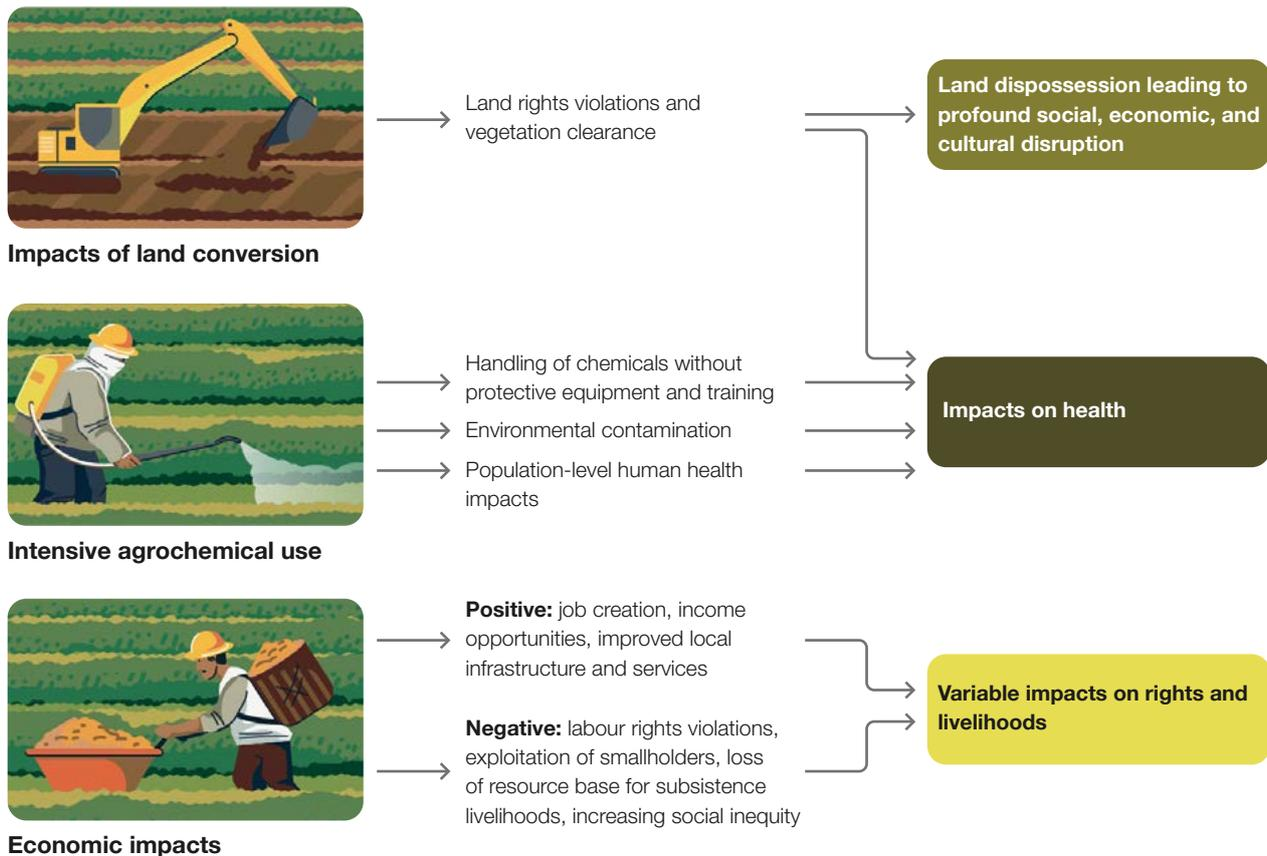 Land rights violations and
vegetation clearance
Land dispossession leading to
profound social, economic, and
cultural disruption
Impacts of land conversion
Handling of chemicals without
protective equipment and training
Environmental contamination
Population-level human health
impacts
Impacts on health
Intensive agrochemical use
Positive: job creation, income
opportunities, improved local
infrastructure and services
Negative: labour rights violations,
exploitation of smallholders, loss
of resource base for subsistence
livelihoods, increasing social inequity
Variable impacts on rights and
livelihoods
Economic impacts